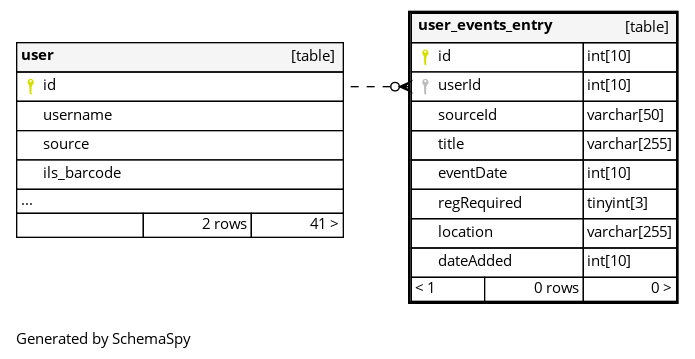 user [table]
id
username
source
ils_barcode
...
2 rows 41 >
user_events_entry [table]
id int[10]
userId int[10]
sourceId varchar[50]
title varchar[255]
eventDate int[10]
regRequired tinyint[3]
location varchar[255]
dateAdded int[10]
< 1 0 rows 0 >
Generated by SchemaSpy